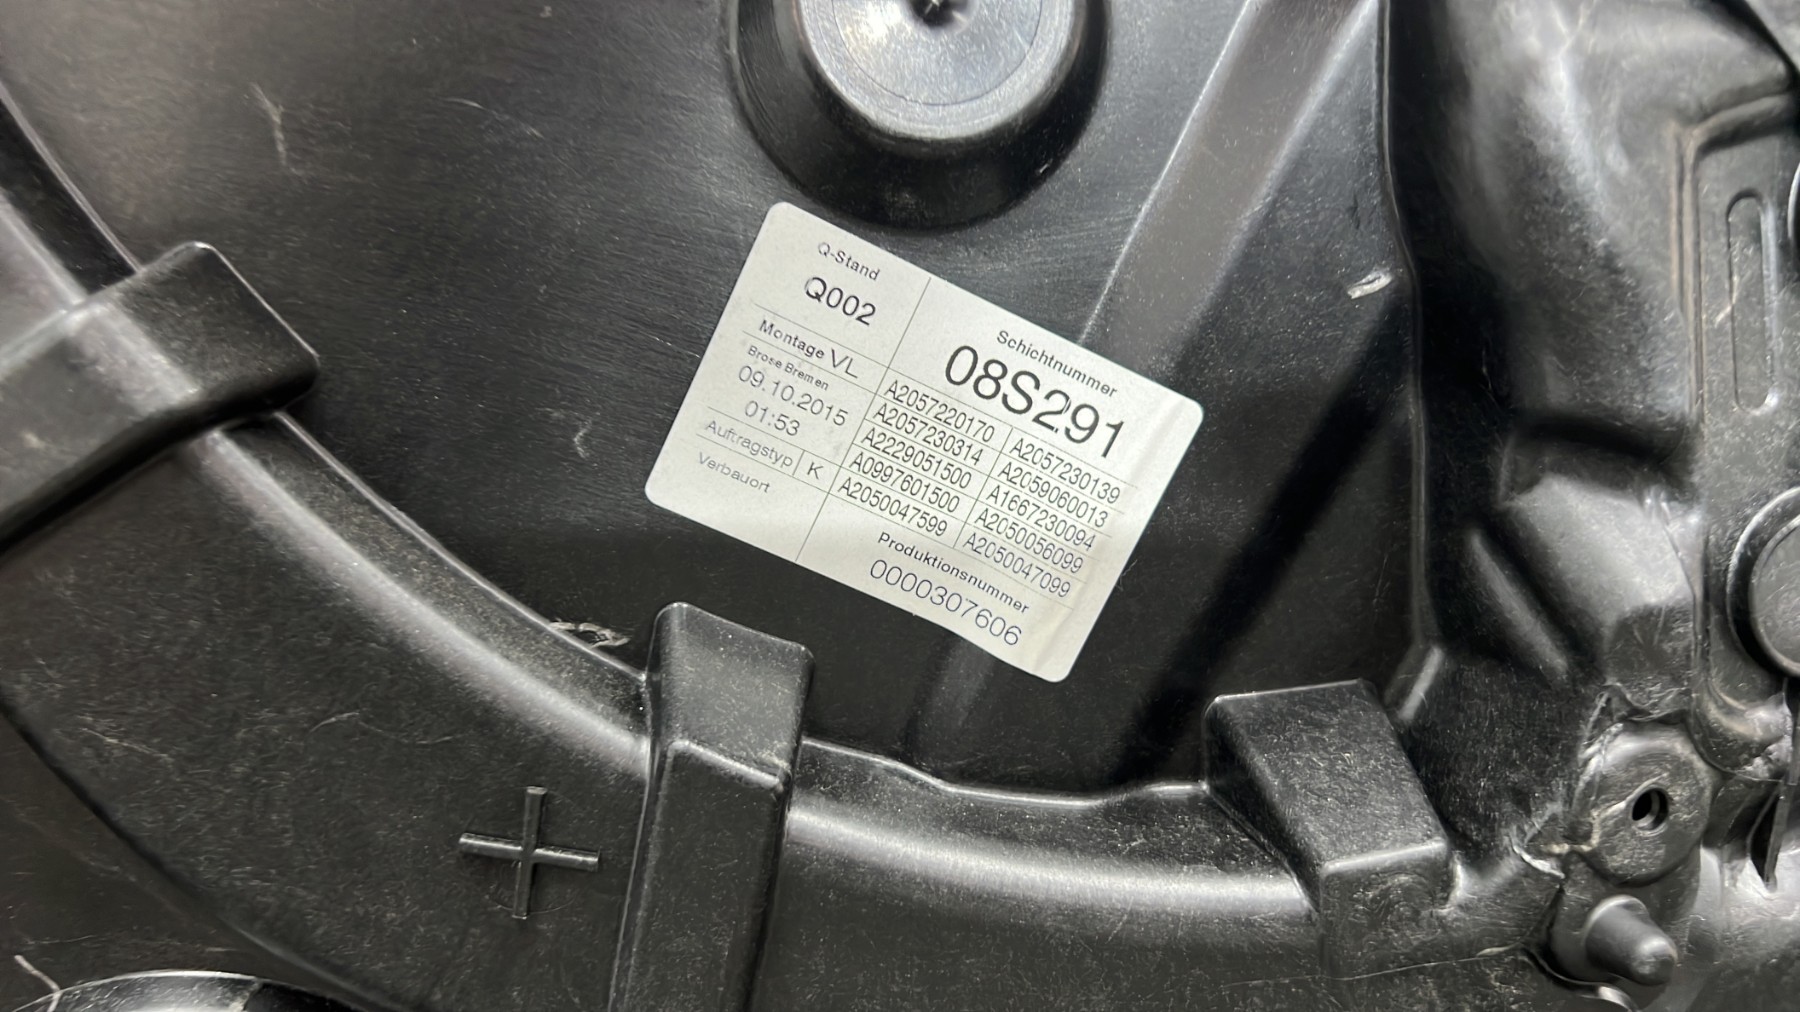 Q-Stand
Q002
Schichtnummer
08S291
Montage VL
Brose Bremen
09.10.2015
01:53
Auftragstyp K
Verbauort
A2057220170 A2057230139
A2057230314 A2059060013
A2229051500 A1667230094
A0997601500 A2050056099
A2050047599 A2050047099
Produktionsnummer
0000307606